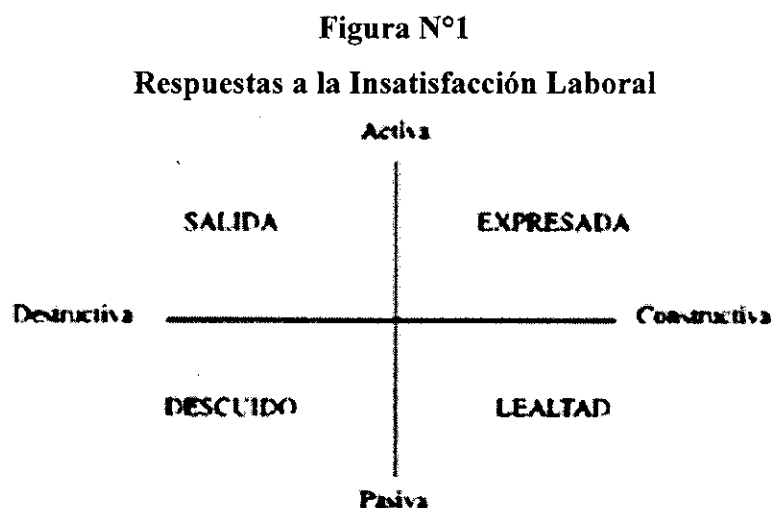 Figura N°1
Respuestas a la Insatisfacción Laboral
Activa
SALIDA EXPRESADA
Destructiva Constructiva
DESCUIDO LEALTAD
Pasiva